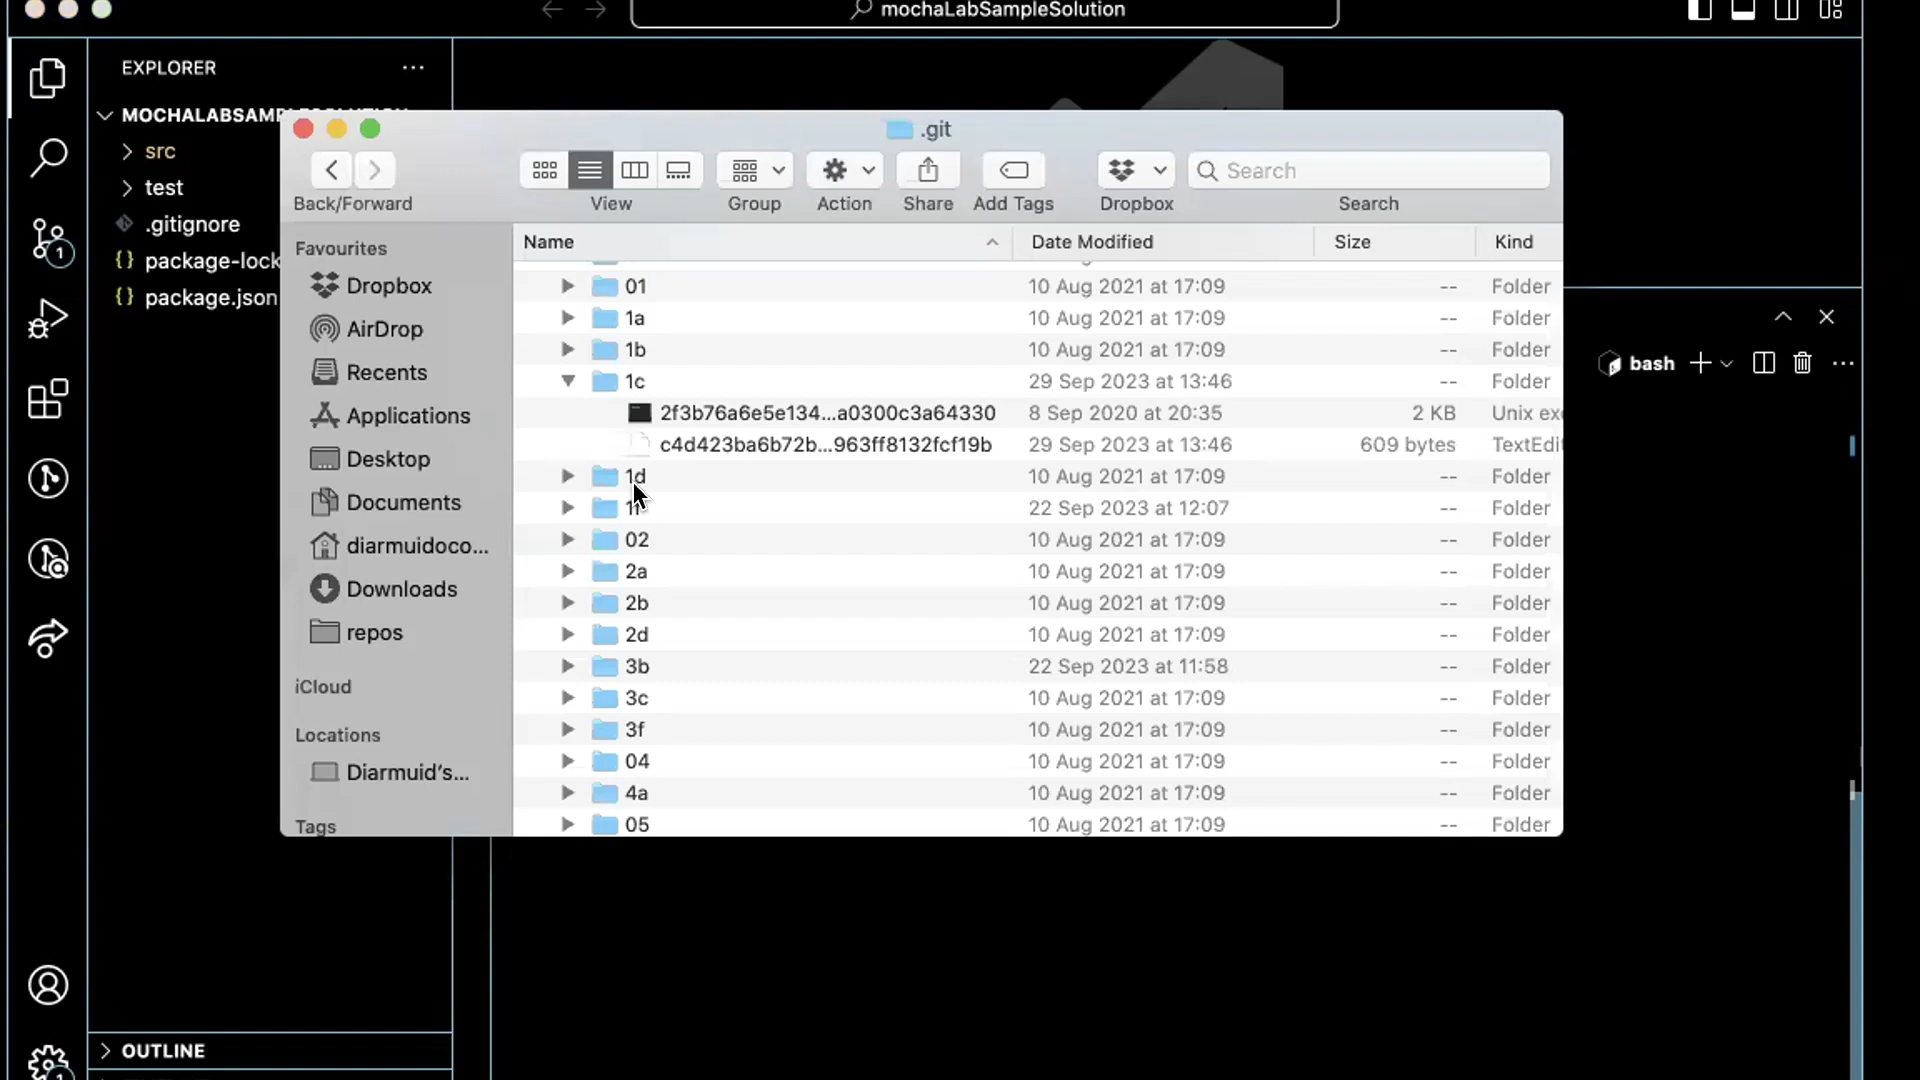 mochaLabSampleSolution
EXPLORER
MOCHALABSAMPLESOLUTION
src
test
.gitignore
package-lock
package.json
1
.git
Back/Forward
View
Group
Action
Share
Add Tags
Dropbox
Search
Search
Favourites
Dropbox
AirDrop
Recents
Applications
Desktop
Documents
diarmuidoco...
Downloads
repos
iCloud
Locations
Diarmuid's...
Tags
Name Date Modified Size Kind
01 10 Aug 2021 at 17:09 -- Folder
1a 10 Aug 2021 at 17:09 -- Folder
1b 10 Aug 2021 at 17:09 -- Folder
1c 29 Sep 2023 at 13:46 -- Folder
2f3b76a6e5e134...a0300c3a64330 8 Sep 2020 at 20:35 2 KB Unix exe
c4d423ba6b72b...963ff8132fcf19b 29 Sep 2023 at 13:46 609 bytes TextEdit
1d 10 Aug 2021 at 17:09 -- Folder
1f 22 Sep 2023 at 12:07 -- Folder
02 10 Aug 2021 at 17:09 -- Folder
2a 10 Aug 2021 at 17:09 -- Folder
2b 10 Aug 2021 at 17:09 -- Folder
2d 10 Aug 2021 at 17:09 -- Folder
3b 22 Sep 2023 at 11:58 -- Folder
3c 10 Aug 2021 at 17:09 -- Folder
3f 10 Aug 2021 at 17:09 -- Folder
04 10 Aug 2021 at 17:09 -- Folder
4a 10 Aug 2021 at 17:09 -- Folder
05 10 Aug 2021 at 17:09 -- Folder
bash
OUTLINE
1